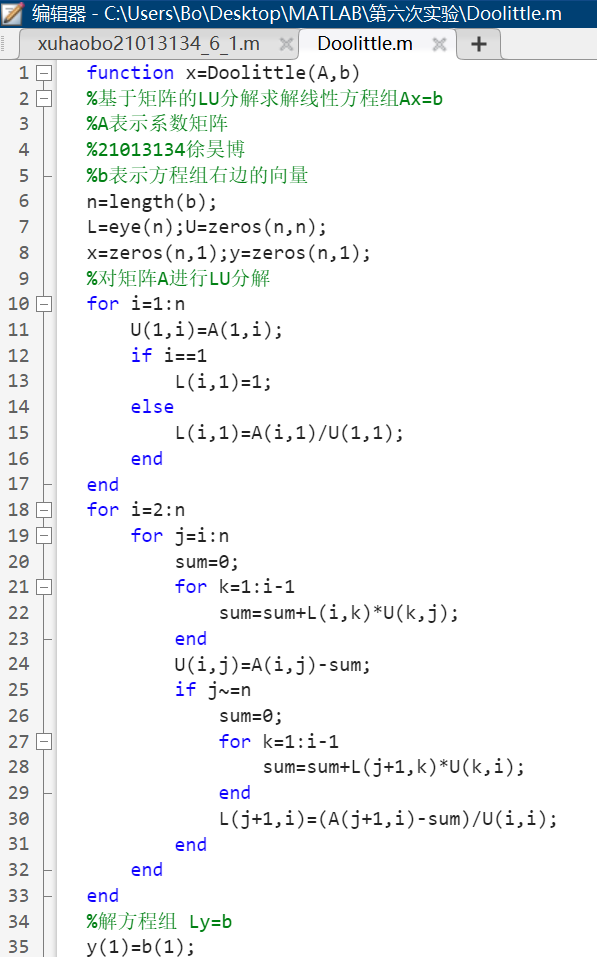 编辑器 - C:\Users\Bo\Desktop\MATLAB\第六次实验\Doolittle.m
xuhaobo21013134_6_1.m Doolittle.m
1 function x=Doolittle(A,b)
2 %基于矩阵的LU分解求解线性方程组Ax=b
3 %A表示系数矩阵
4 %21013134徐昊博
5 %b表示方程组右边的向量
6 n=length(b);
7 L=eye(n);U=zeros(n,n);
8 x=zeros(n,1);y=zeros(n,1);
9 %对矩阵A进行LU分解
10 for i=1:n
11 U(1,i)=A(1,i);
12 if i==1
13 L(i,1)=1;
14 else
15 L(i,1)=A(i,1)/U(1,1);
16 end
17 end
18 for i=2:n
19 for j=i:n
20 sum=0;
21 for k=1:i-1
22 sum=sum+L(i,k)*U(k,j);
23 end
24 U(i,j)=A(i,j)-sum;
25 if j~=n
26 sum=0;
27 for k=1:i-1
28 sum=sum+L(j+1,k)*U(k,i);
29 end
30 L(j+1,i)=(A(j+1,i)-sum)/U(i,i);
31 end
32 end
33 end
34 %解方程组 Ly=b
35 y(1)=b(1);